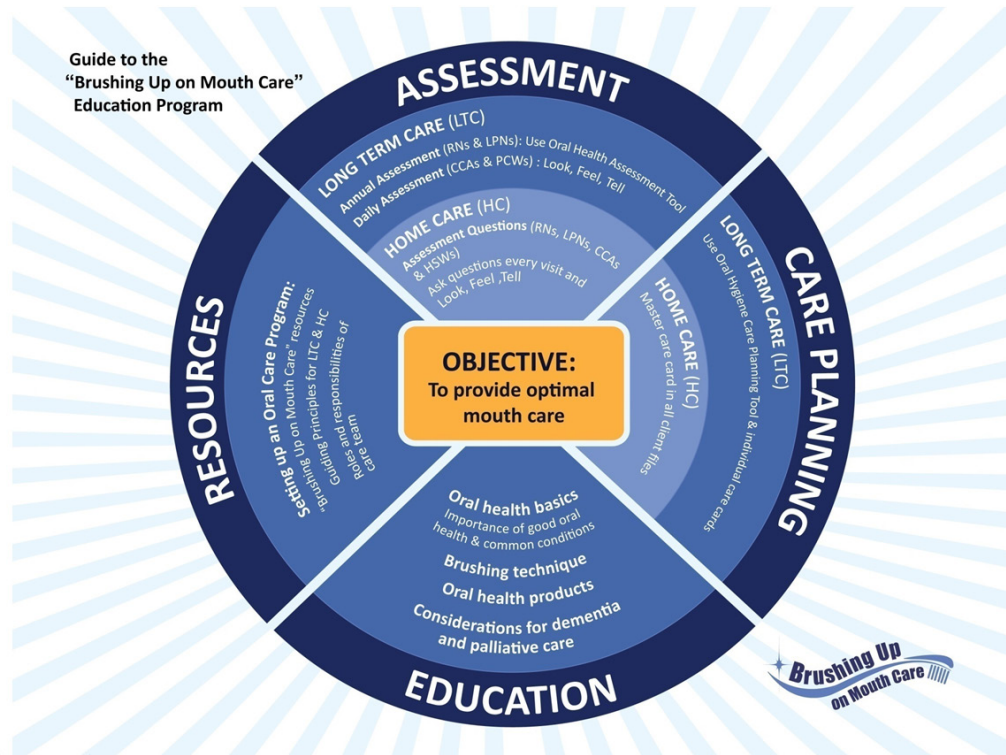 Guide to the
“Brushing Up on Mouth Care”
Education Program
ASSESSMENT
LONG TERM CARE (LTC)
Annual Assessment (RNs & LPNs): Use Oral Health Assessment Tool
Daily Assessment (CCAs & PCWs) : Look, Feel, Tell
HOME CARE (HC)
Assessment Questions (RNs, LPNs, CCAs
& HSWs)
Ask questions every visit and
Look, Feel ,Tell
CARE PLANNING
LONG TERM CARE (LTC)
Use Oral Hygiene Care Planning Tool & individual care cards
HOME CARE (HC)
Master care card in all client files
OBJECTIVE:
To provide optimal
mouth care
RESOURCES
Setting up an Oral Care Program:
"Brushing Up on Mouth Care" resources
Guiding Principles for LTC & HC
Roles and responsibilities of
care team
Oral health basics
Importance of good oral
health & common conditions
Brushing technique
Oral health products
Considerations for dementia
and palliative care
EDUCATION
Brushing Up
on Mouth Care